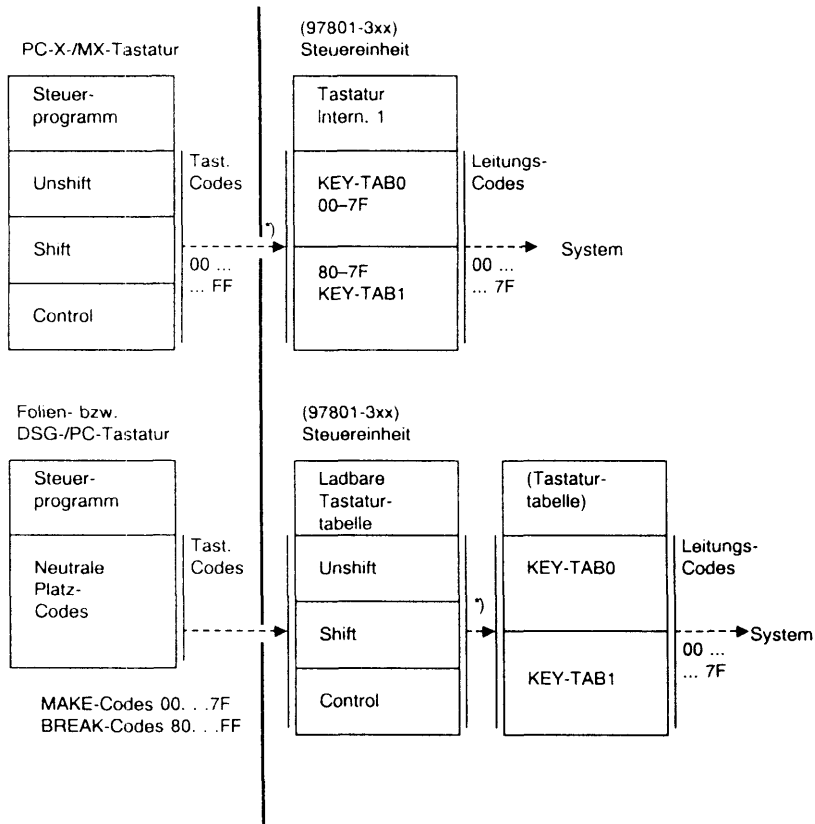 PC-X-/MX-Tastatur
(97801-3xx)
Steuereinheit
Steuer-
programm
Unshift
Shift
Control
Tast.
Codes
00 ...
... FF
*)
Tastatur
Intern. 1
KEY-TAB0
00–7F
80–7F
KEY-TAB1
Leitungs-
Codes
00 ...
... 7F
System
Folien- bzw.
DSG-/PC-Tastatur
(97801-3xx)
Steuereinheit
Steuer-
programm
Neutrale
Platz-
Codes
Tast.
Codes
MAKE-Codes 00. . .7F
BREAK-Codes 80. . .FF
Ladbare
Tastatur-
tabelle
Unshift
Shift
Control
*)
(Tastatur-
tabelle)
KEY-TAB0
KEY-TAB1
Leitungs-
Codes
System
00 ...
... 7F